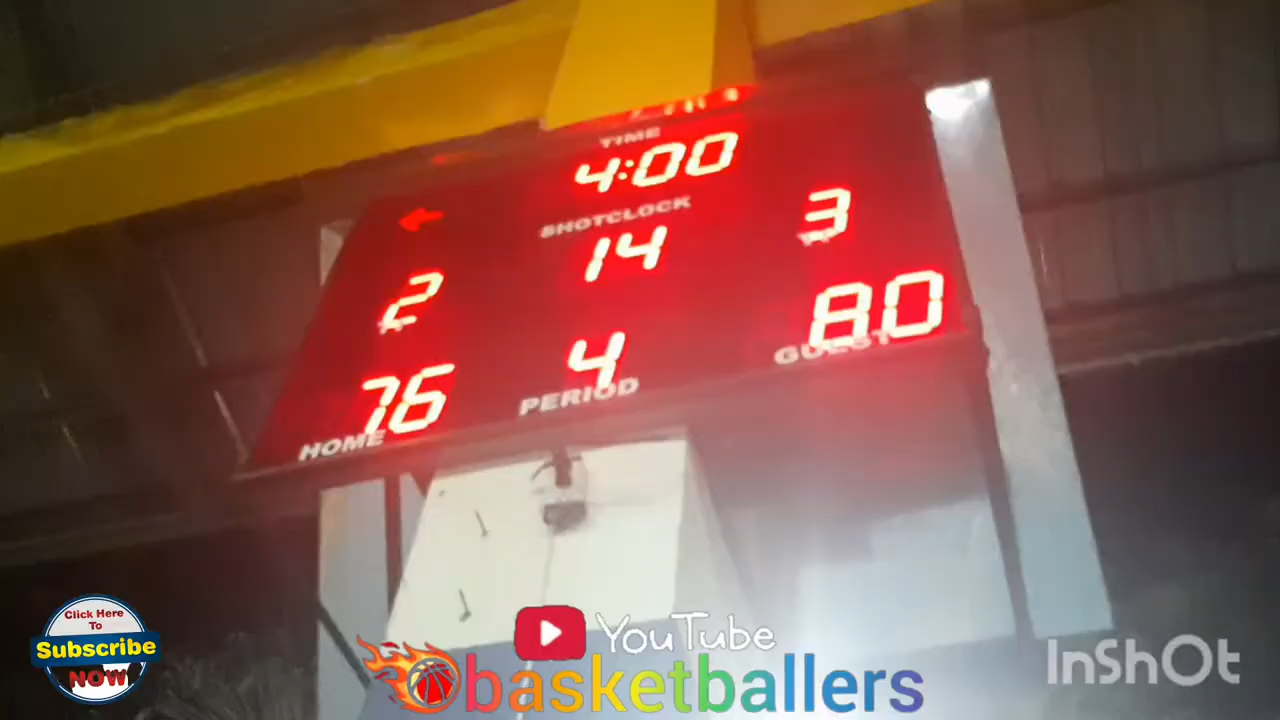 TIME
4:00
SHOTCLOCK
14
2
3
76
4
80
HOME
PERIOD
GUEST
Click Here
To
Subscribe
NOW
YouTube
basketballers
InShOt